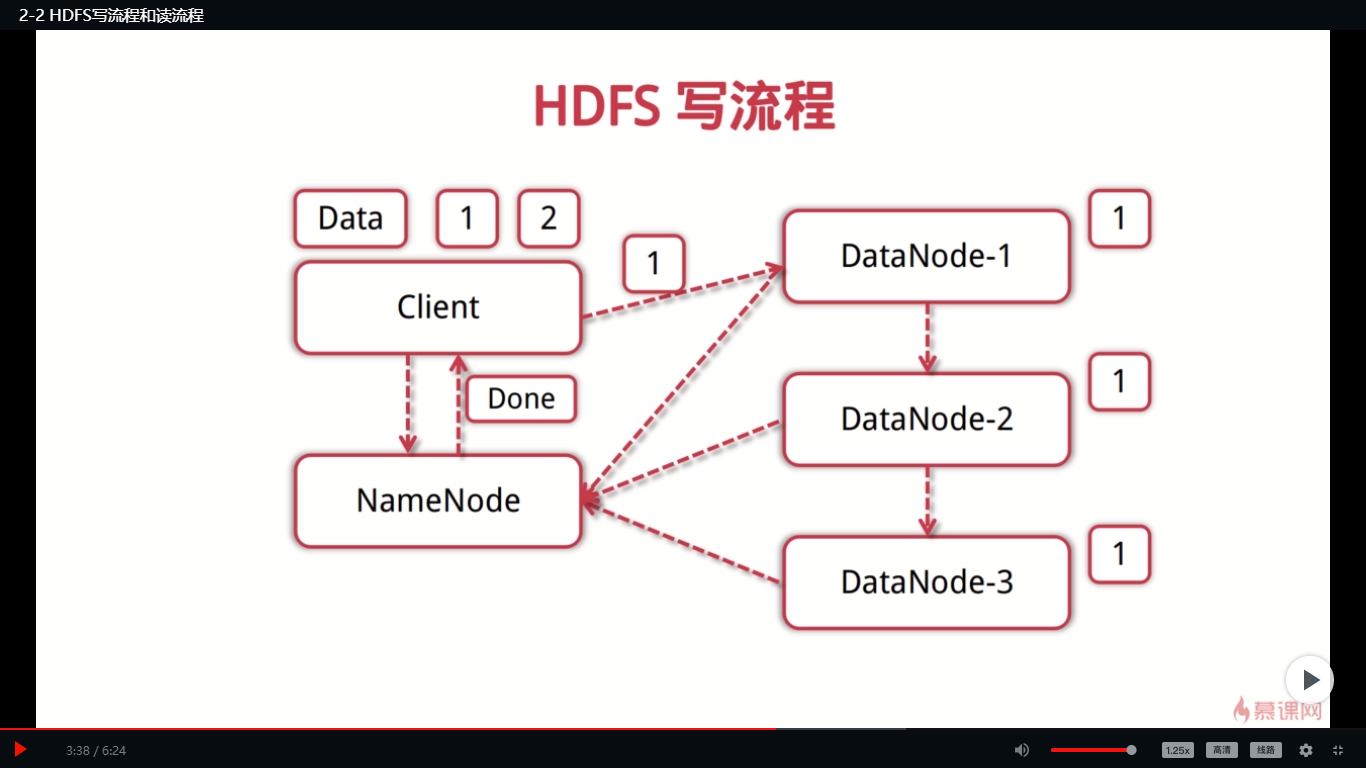 2-2 HDFS写流程和读流程
HDFS 写流程
Data
1
2
1
DataNode-1
1
Client
Done
DataNode-2
1
NameNode
DataNode-3
1
慕课网
3:38 / 6:24
1.25x
高清
线路